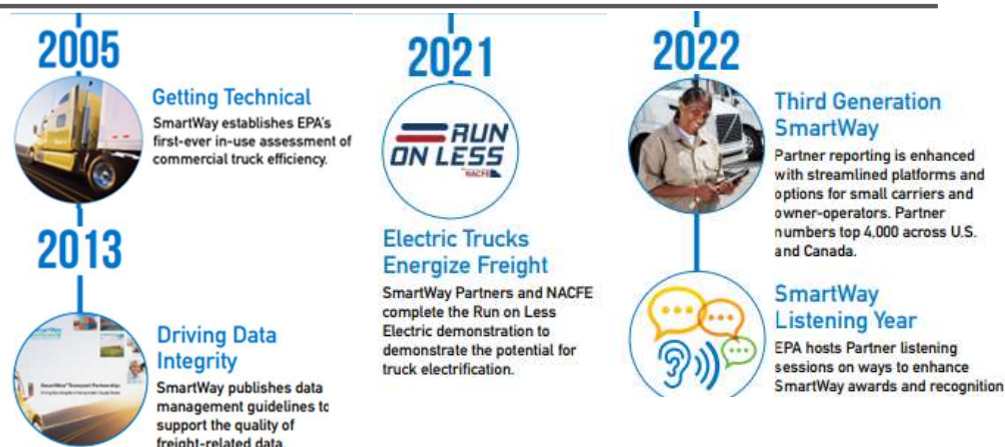 2005
Getting Technical
SmartWay establishes EPA's
first-ever in-use assessment of
commercial truck efficiency.
2013
Driving Data
Integrity
SmartWay publishes data
management guidelines to
support the quality of
freight-related data.
2021
RUN
ON LESS
NACFE
Electric Trucks
Energize Freight
SmartWay Partners and NACFE
complete the Run on Less
Electric demonstration to
demonstrate the potential for
truck electrification.
2022
Third Generation
SmartWay
Partner reporting is enhanced
with streamlined platforms and
options for small carriers and
owner-operators. Partner
numbers top 4,000 across U.S.
and Canada.
SmartWay
Listening Year
EPA hosts Partner listening
sessions on ways to enhance
SmartWay awards and recognition